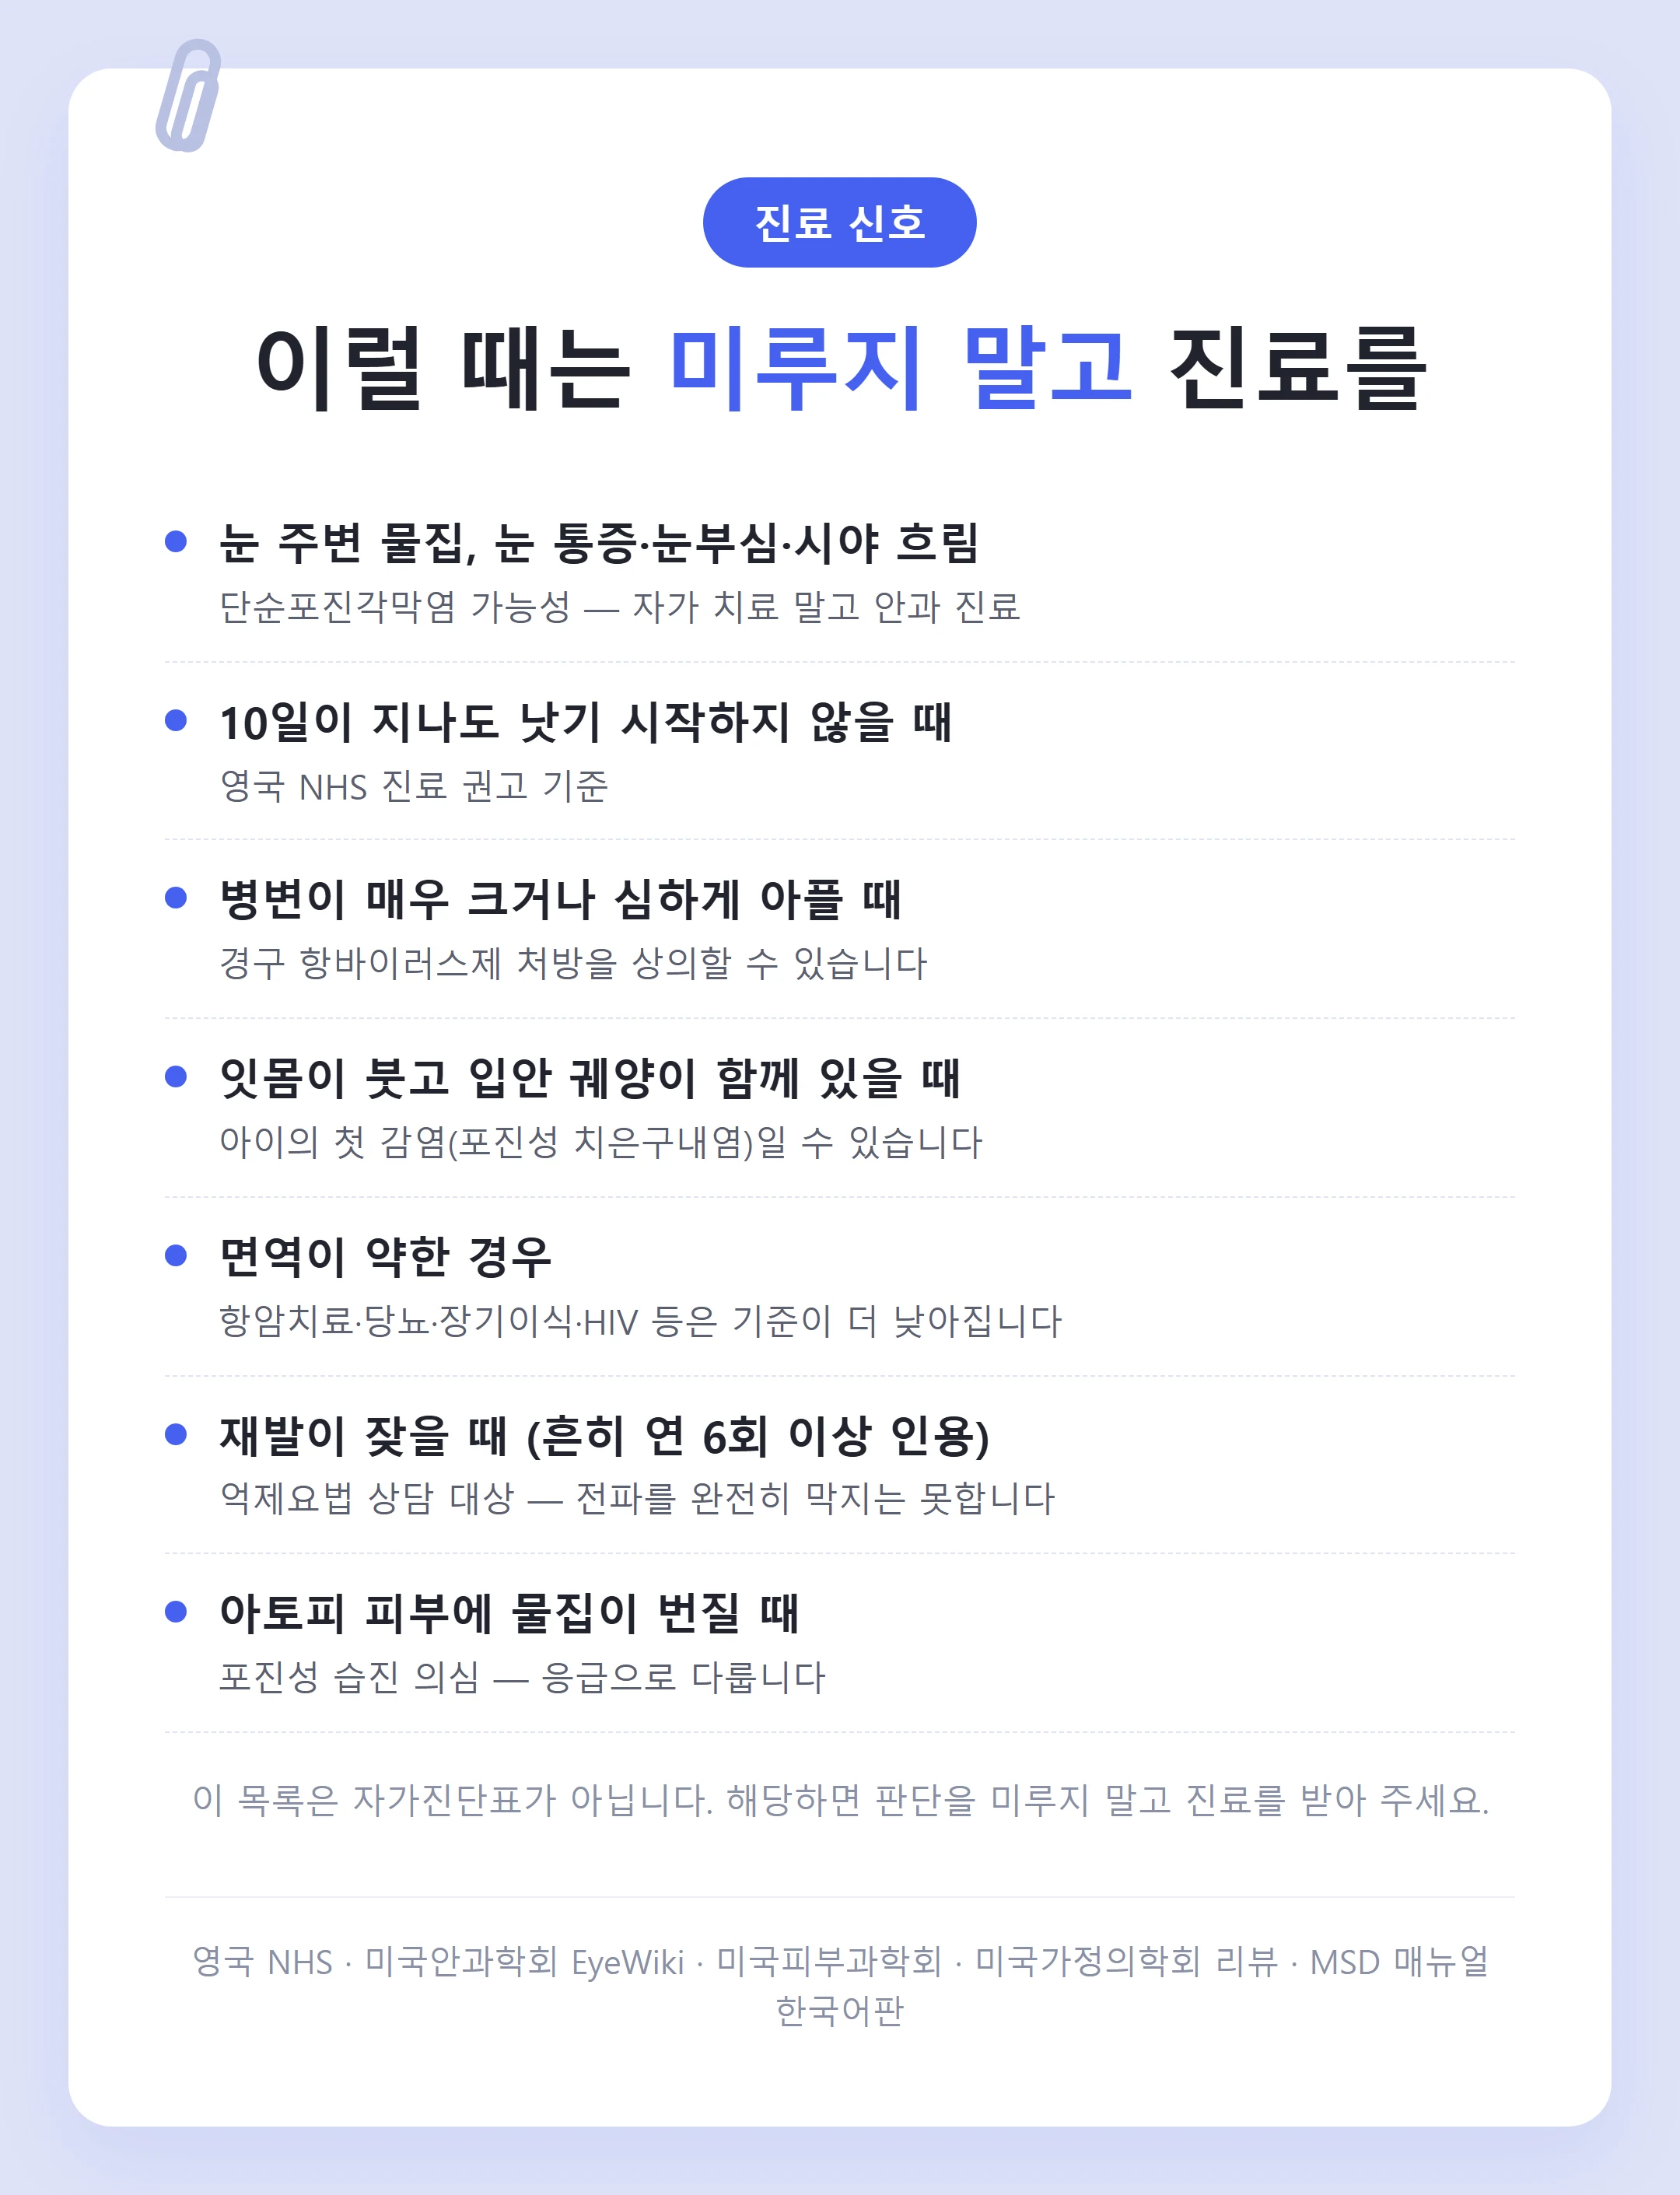 진료 신호
이럴 때는 미루지 말고 진료를
눈 주변 물집, 눈 통증·눈부심·시야 흐림
단순포진각막염 가능성 — 자가 치료 말고 안과 진료
10일이 지나도 낫기 시작하지 않을 때
영국 NHS 진료 권고 기준
병변이 매우 크거나 심하게 아플 때
경구 항바이러스제 처방을 상의할 수 있습니다
잇몸이 붓고 입안 궤양이 함께 있을 때
아이의 첫 감염(포진성 치은구내염)일 수 있습니다
면역이 약한 경우
항암치료·당뇨·장기이식·HIV 등은 기준이 더 낮아집니다
재발이 잦을 때 (흔히 연 6회 이상 인용)
억제요법 상담 대상 — 전파를 완전히 막지는 못합니다
아토피 피부에 물집이 번질 때
포진성 습진 의심 — 응급으로 다룹니다
이 목록은 자가진단표가 아닙니다. 해당하면 판단을 미루지 말고 진료를 받아 주세요.
영국 NHS · 미국안과학회 EyeWiki · 미국피부과학회 · 미국가정의학회 리뷰 · MSD 매뉴얼
한국어판